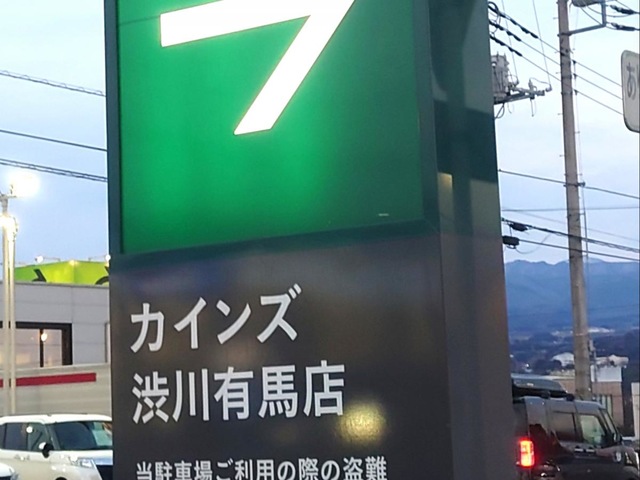 カインズ
渋川有馬店
当駐車場ご利用の際の盗難